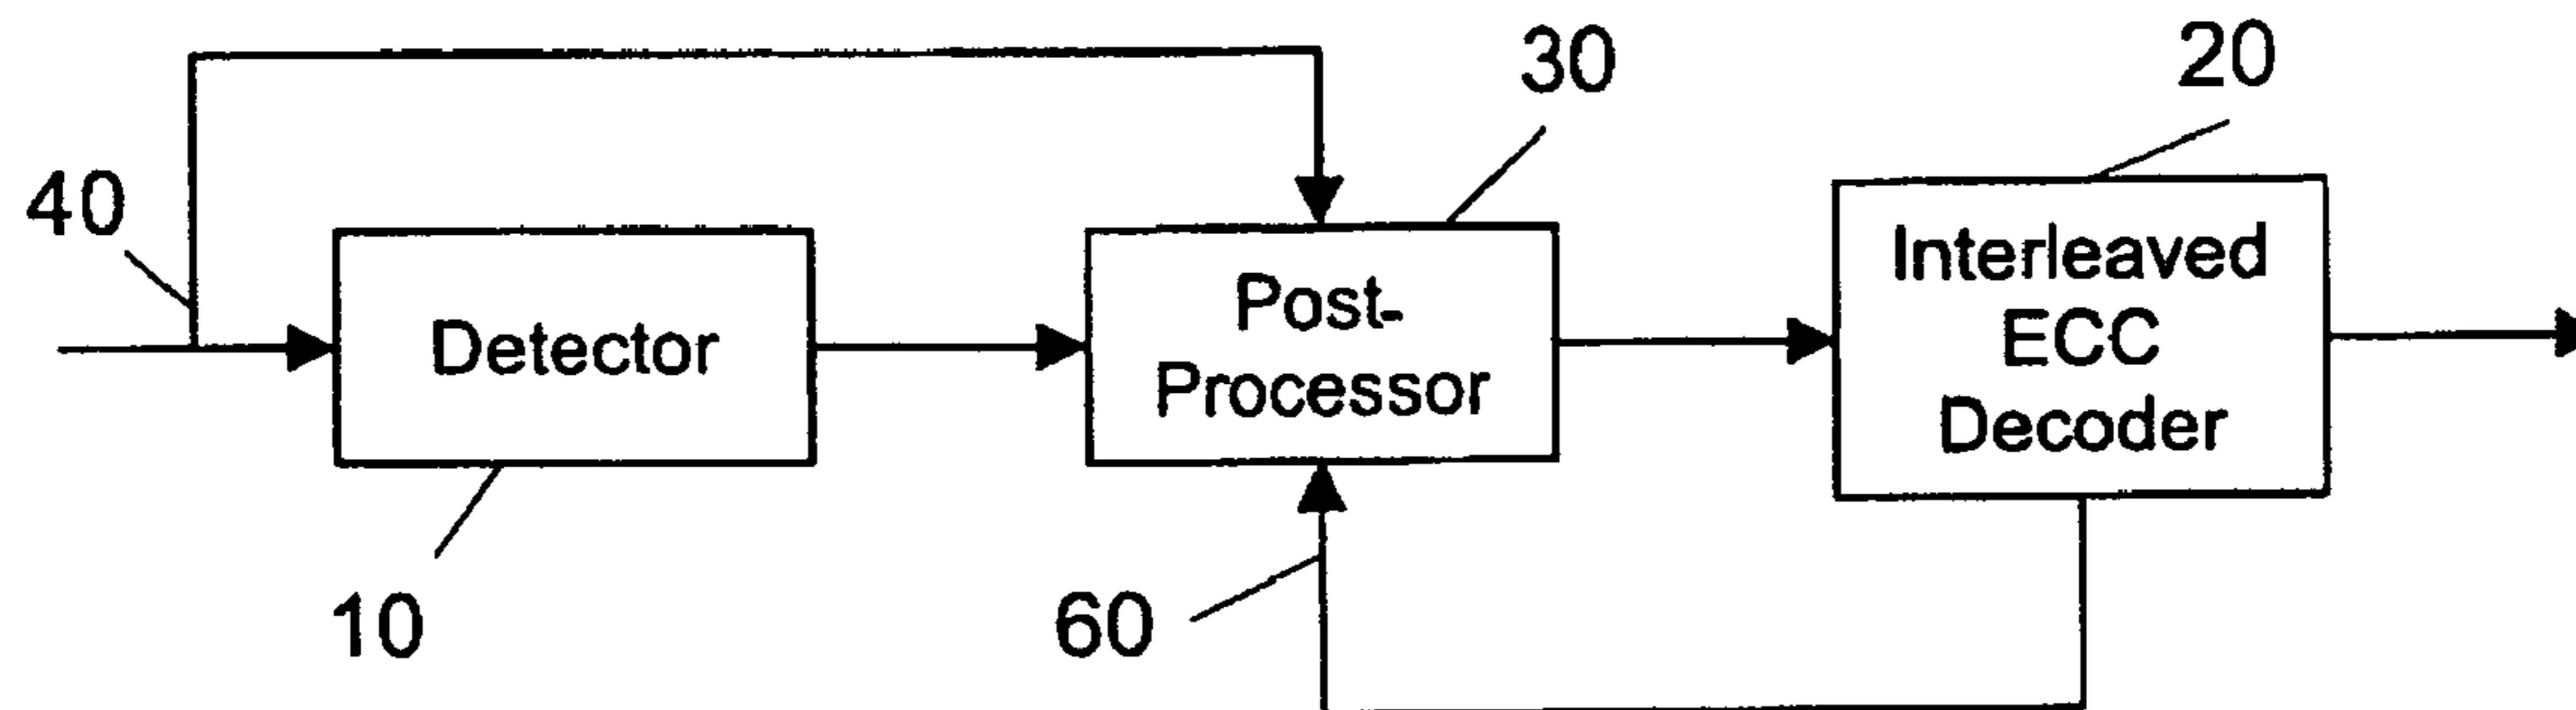 30
20
40
Detector
Post-
Processor
Interleaved
ECC
Decoder
10
60